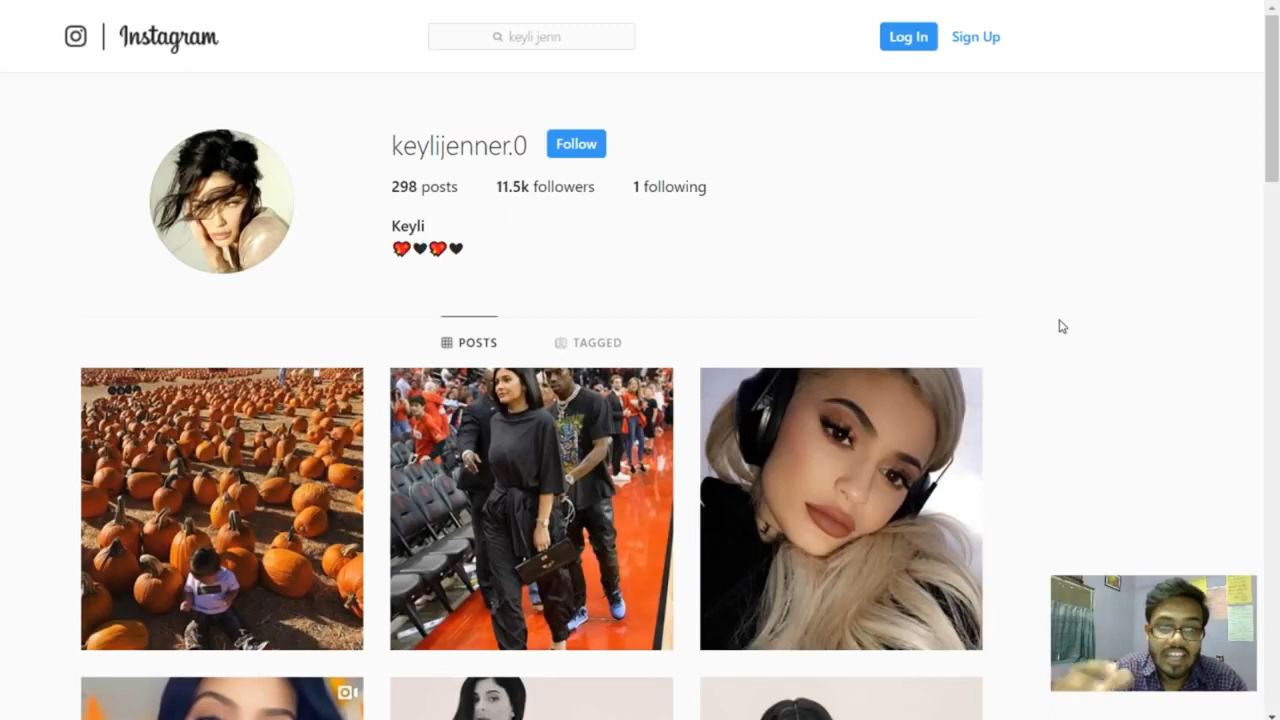 Instagram
keyli jenn
Log In
Sign Up
keylijenner.0
Follow
298 posts
11.5k followers
1 following
Keyli
💖🖤💖🖤
POSTS
TAGGED